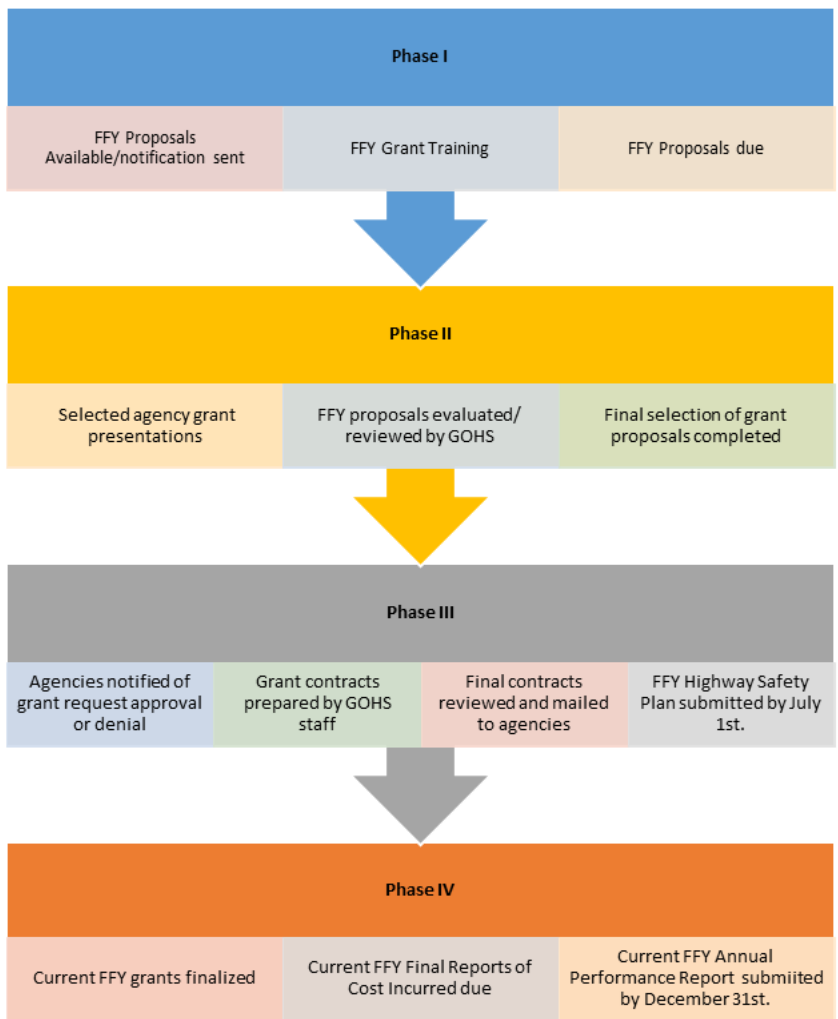 Phase I
FFY Proposals
Available/notification sent
FFY Grant Training
FFY Proposals due
Phase II
Selected agency grant
presentations
FFY proposals evaluated/
reviewed by GOHS
Final selection of grant
proposals completed
Phase III
Agencies notified of
grant request approval
or denial
Grant contracts
prepared by GOHS
staff
Final contracts
reviewed and mailed
to agencies
FFY Highway Safety
Plan submitted by July
1st.
Phase IV
Current FFY grants finalized
Current FFY Final Reports of
Cost Incurred due
Current FFY Annual
Performance Report submiited
by December 31st.